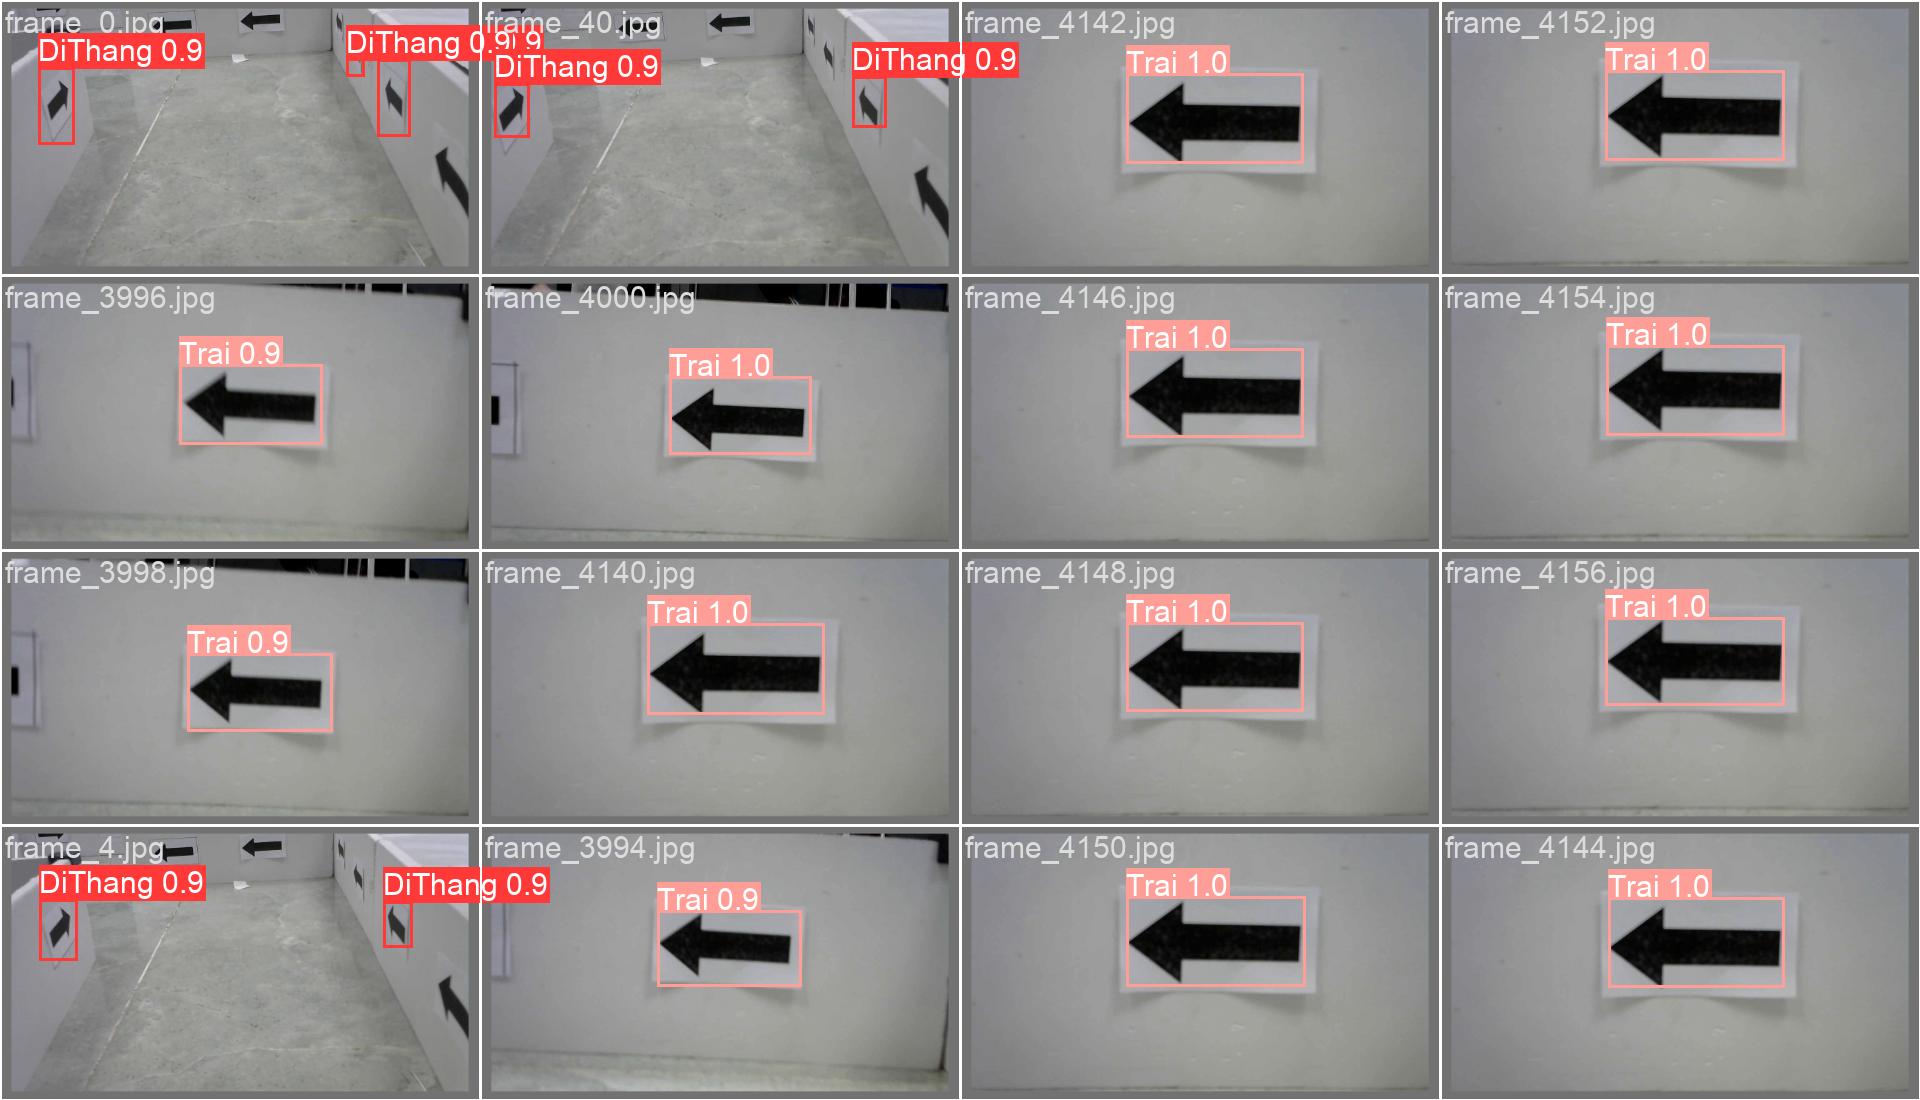 frame_0.jpg
DiThang 0.9
DiThang 0.9
frame_40.jpg
0.9
DiThang 0.9
DiThang 0.9
frame_4142.jpg
Trai 1.0
frame_4152.jpg
Trai 1.0
frame_3996.jpg
Trai 0.9
frame_4000.jpg
Trai 1.0
frame_4146.jpg
Trai 1.0
frame_4154.jpg
Trai 1.0
frame_3998.jpg
Trai 0.9
frame_4140.jpg
Trai 1.0
frame_4148.jpg
Trai 1.0
frame_4156.jpg
Trai 1.0
frame_4.jpg
DiThang 0.9
DiThang 0.9
frame_3994.jpg
Trai 0.9
frame_4150.jpg
Trai 1.0
frame_4144.jpg
Trai 1.0